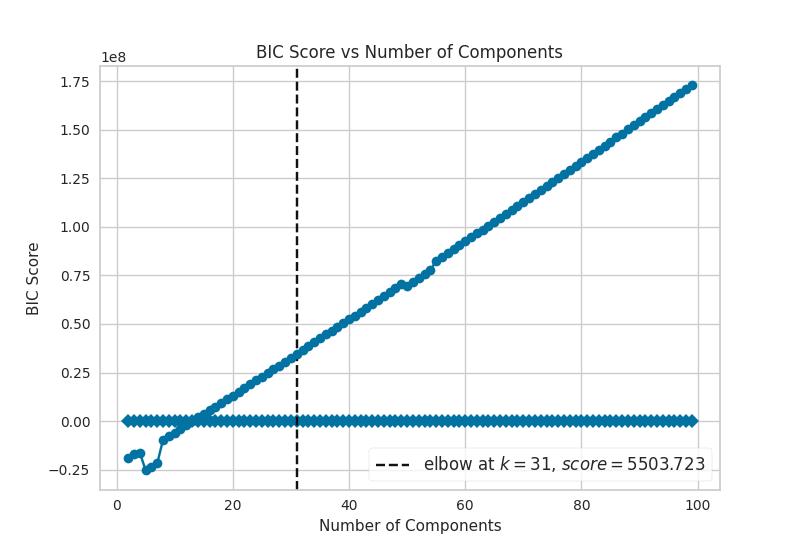 BIC Score vs Number of Components
1e8
1.75
1.50
1.25
1.00
0.75
0.50
0.25
0.00
−0.25
BIC Score
elbow at k = 31, score = 5503.723
0 20 40 60 80 100
Number of Components